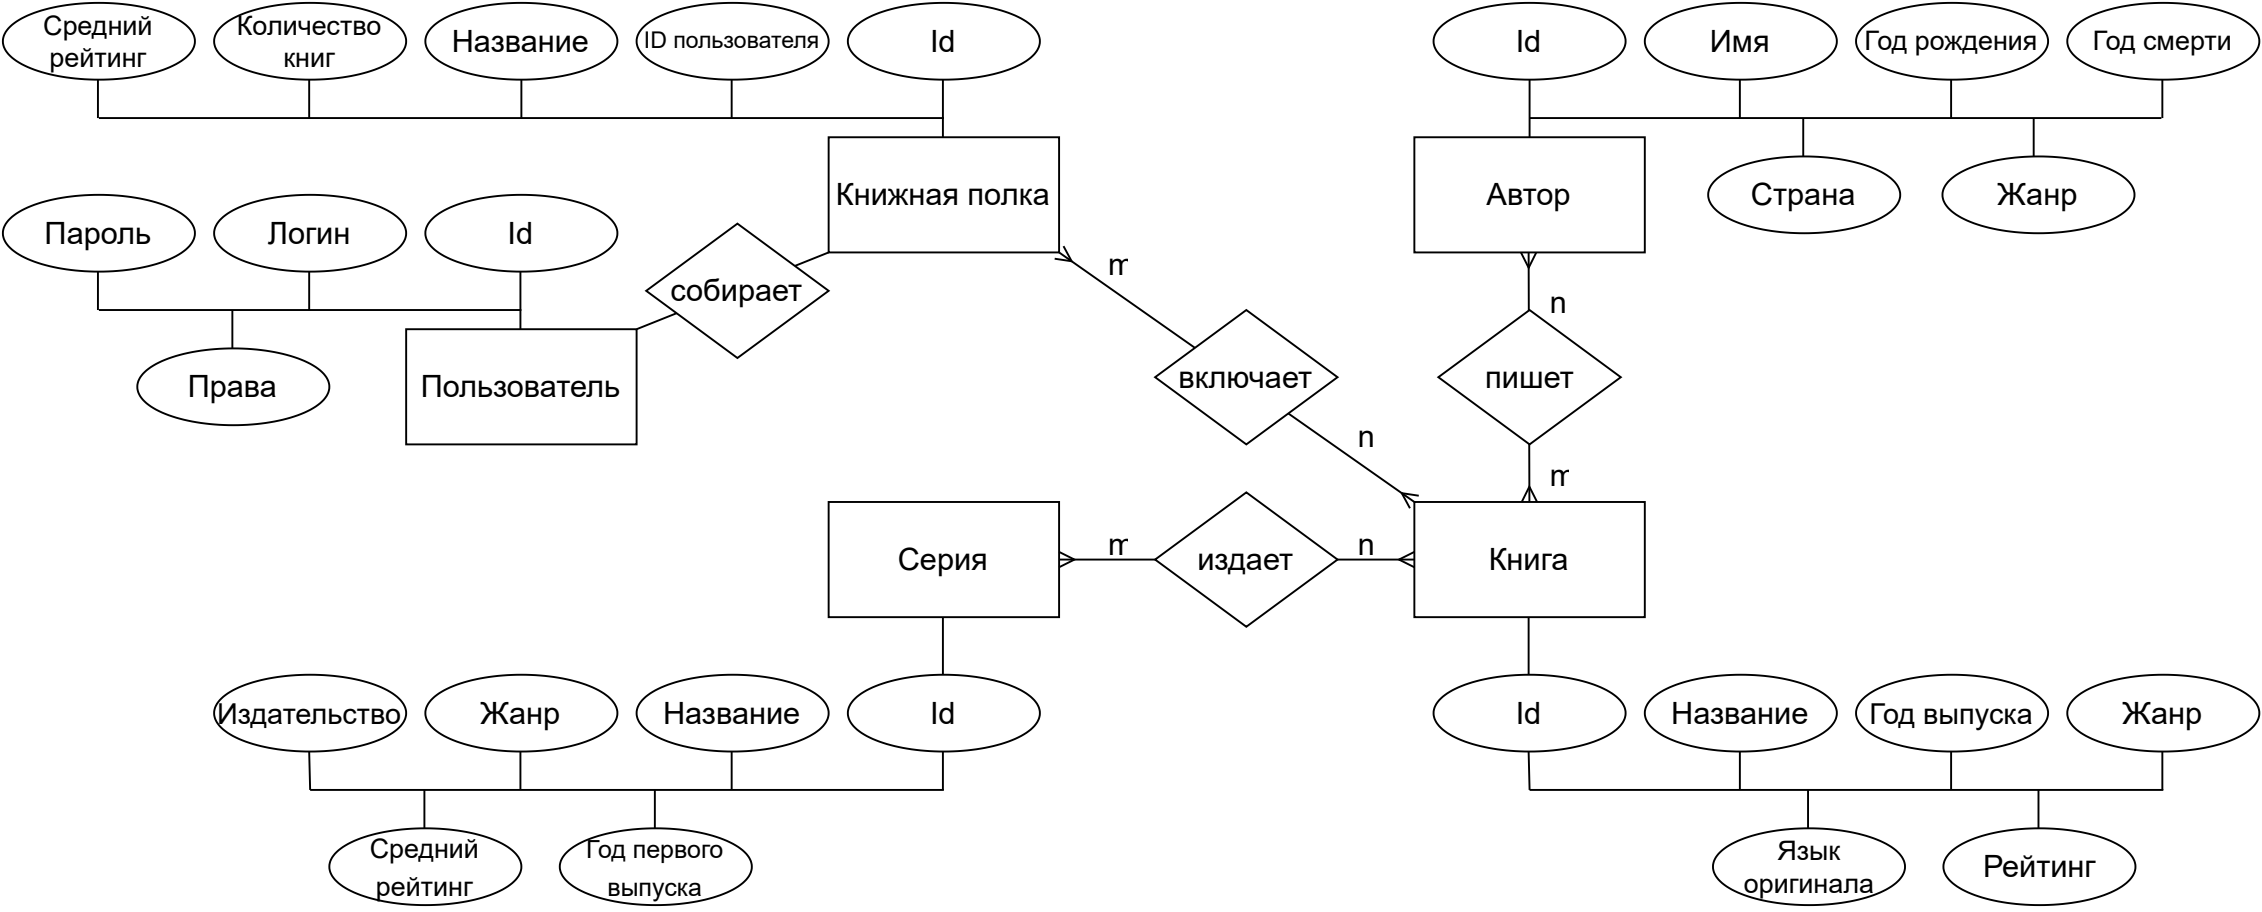 Средний
рейтинг
Количество
книг
Название
ID пользователя
Id
Id
Имя
Год рождения
Год смерти
Книжная полка
Автор
Страна
Жанр
Пароль
Логин
Id
собирает
m
n
Права
Пользователь
включает
пишет
n
m
Серия
m
издает
n
Книга
Издательство
Жанр
Название
Id
Id
Название
Год выпуска
Жанр
Средний
рейтинг
Год первого
выпуска
Язык
оригинала
Рейтинг